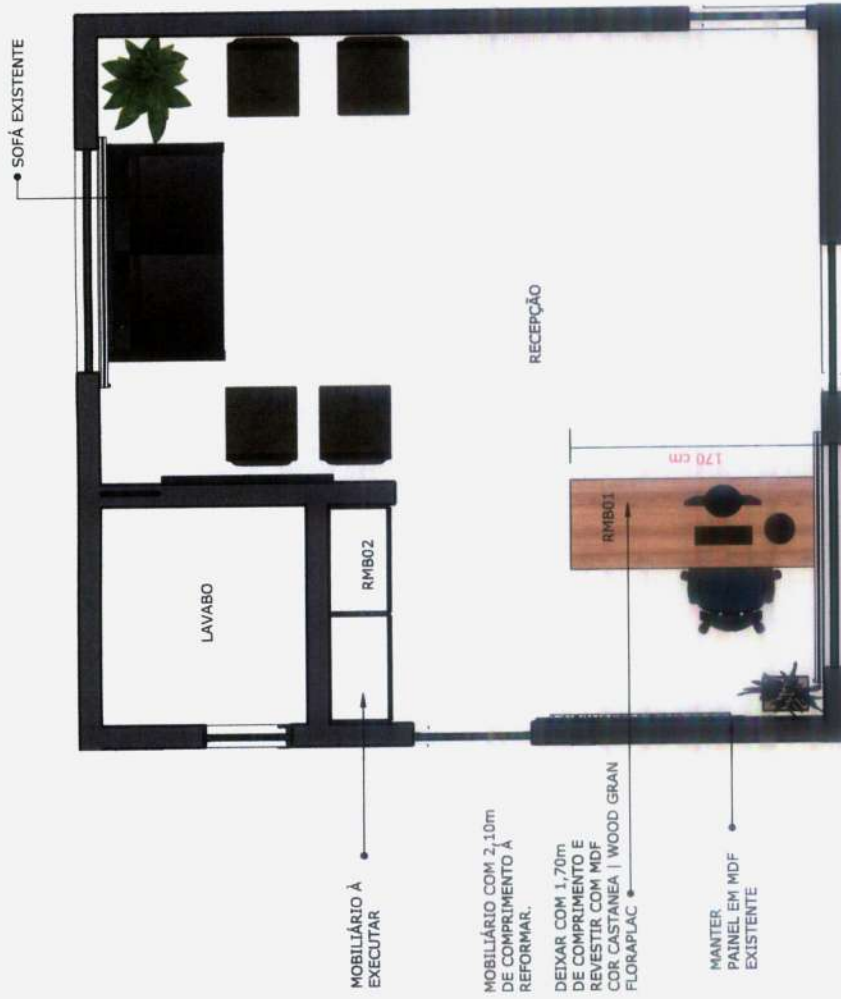 SOFÁ EXISTENTE
RECEPÇÃO
170 cm
RMB01
LAVABO
RMB02
MOBILIÁRIO À
EXECUTAR
MOBILIÁRIO COM 2,10m
DE COMPRIMENTO À
REFORMAR.
DEIXAR COM 1,70m
DE COMPRIMENTO E
REVESTIR COM MDF
COR CASTANEA | WOOD GRAN
FLORAPLAC
MANTER
PAINEL EM MDF
EXISTENTE